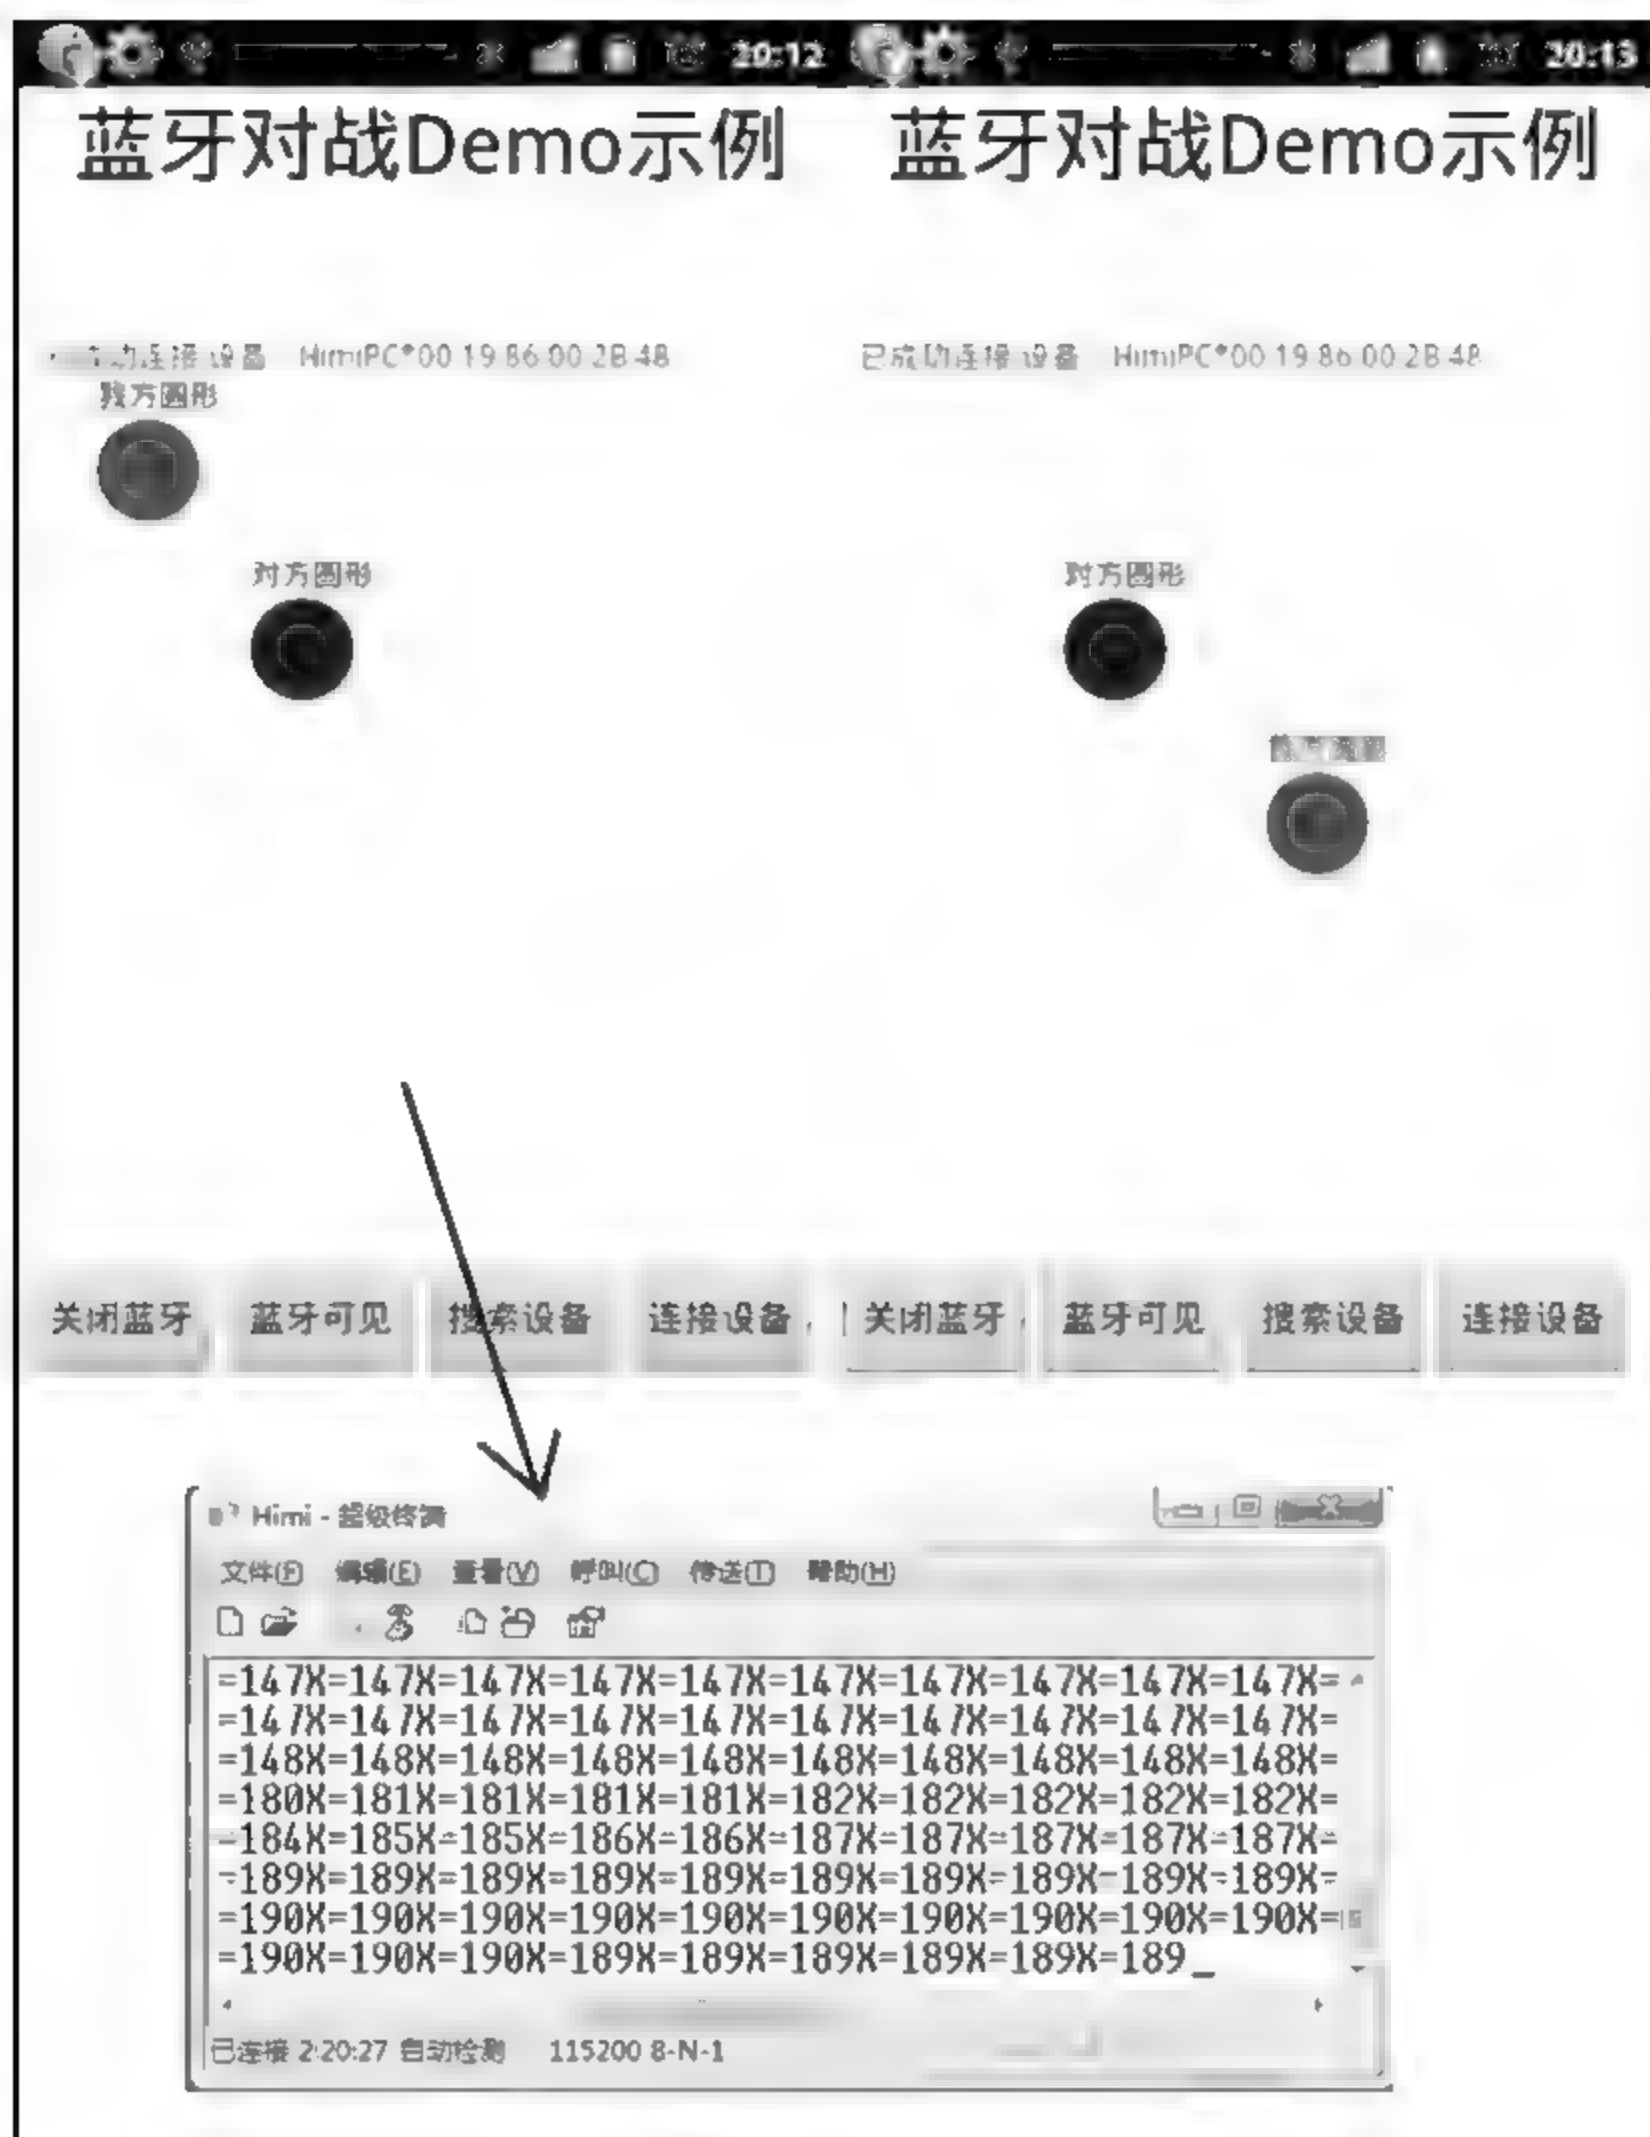 20:12
蓝牙对战Demo示例
连接设备 HimiPC*00 19 86 00 2B 48
我方圆形
对方圆形
关闭蓝牙 蓝牙可见 搜索设备 连接设备
20:13
蓝牙对战Demo示例
已成功连接设备 HimiPC*00 19 86 00 2B 48
对方圆形
关闭蓝牙 蓝牙可见 搜索设备 连接设备
Himi - 超级终端
文件(F) 编辑(E) 查看(V) 呼叫(C) 传送(T) 帮助(H)
=147X=147X=147X=147X=147X=147X=147X=147X=147X=147X=
=147X=147X=147X=147X=147X=147X=147X=147X=147X=147X=
=148X=148X=148X=148X=148X=148X=148X=148X=148X=148X=
=180X=181X=181X=181X=181X=182X=182X=182X=182X=182X=
=184X=185X=185X=186X=186X=187X=187X=187X=187X=187X=
=189X=189X=189X=189X=189X=189X=189X=189X=189X=189X=
=190X=190X=190X=190X=190X=190X=190X=190X=190X=190X=
=190X=190X=190X=189X=189X=189X=189X=189X=189_
已连接 2:20:27 自动检测 115200 8-N-1